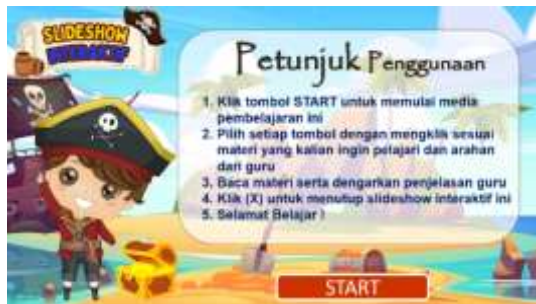 SLIDESHOW
INTERAKTIF
Petunjuk Penggunaan
1. Klik tombol START untuk memulai media
pembelajaran ini
2. Pilih setiap tombol dengan mengklik sesuai
materi yang kalian ingin pelajari dan arahan
dari guru
3. Baca materi serta dengarkan penjelasan guru
4. Klik (X) untuk menutup slideshow interaktif ini
5. Selamat Belajar !
START